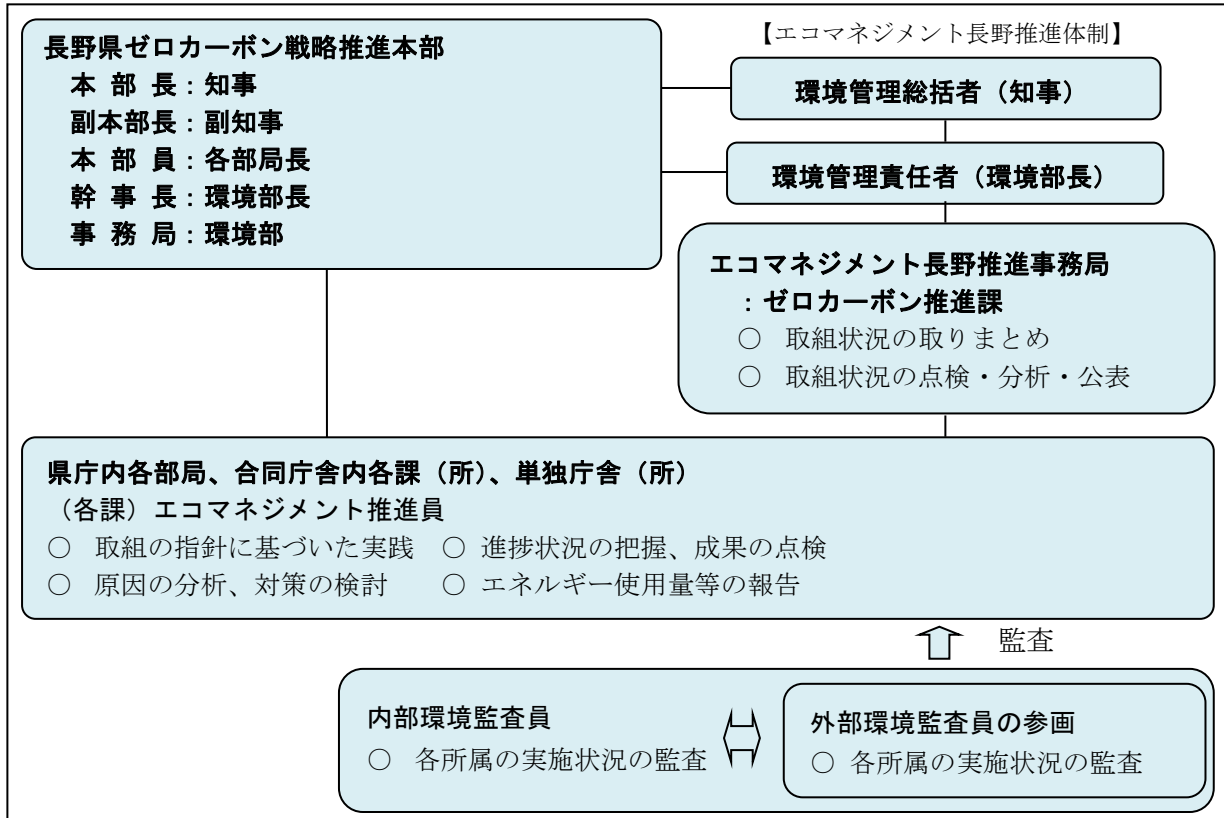 長野県ゼロカーボン戦略推進本部
本 部 長：知事
副本部長：副知事
本 部 員：各部局長
幹 事 長：環境部長
事 務 局：環境部
【エコマネジメント長野推進体制】
環境管理総括者（知事）
環境管理責任者（環境部長）
エコマネジメント長野推進事務局
：ゼロカーボン推進課
○ 取組状況の取りまとめ
○ 取組状況の点検・分析・公表
県庁内各部局、合同庁舎内各課（所）、単独庁舎（所）
（各課）エコマネジメント推進員
○ 取組の指針に基づいた実践 ○ 進捗状況の把握、成果の点検
○ 原因の分析、対策の検討 ○ エネルギー使用量等の報告
監査
内部環境監査員
○ 各所属の実施状況の監査
外部環境監査員の参画
○ 各所属の実施状況の監査